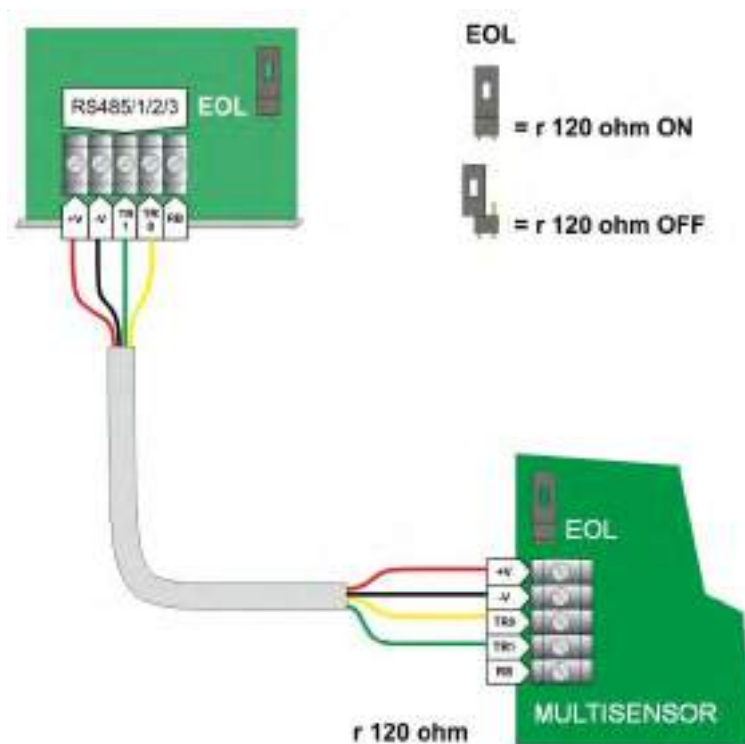 EOL
RS485/1/2/3 EOL
= r 120 ohm ON
= r 120 ohm OFF
+V -V TR1 TR0 RB
EOL
+V
-V
TR0
TR1
RB
MULTISENSOR
r 120 ohm